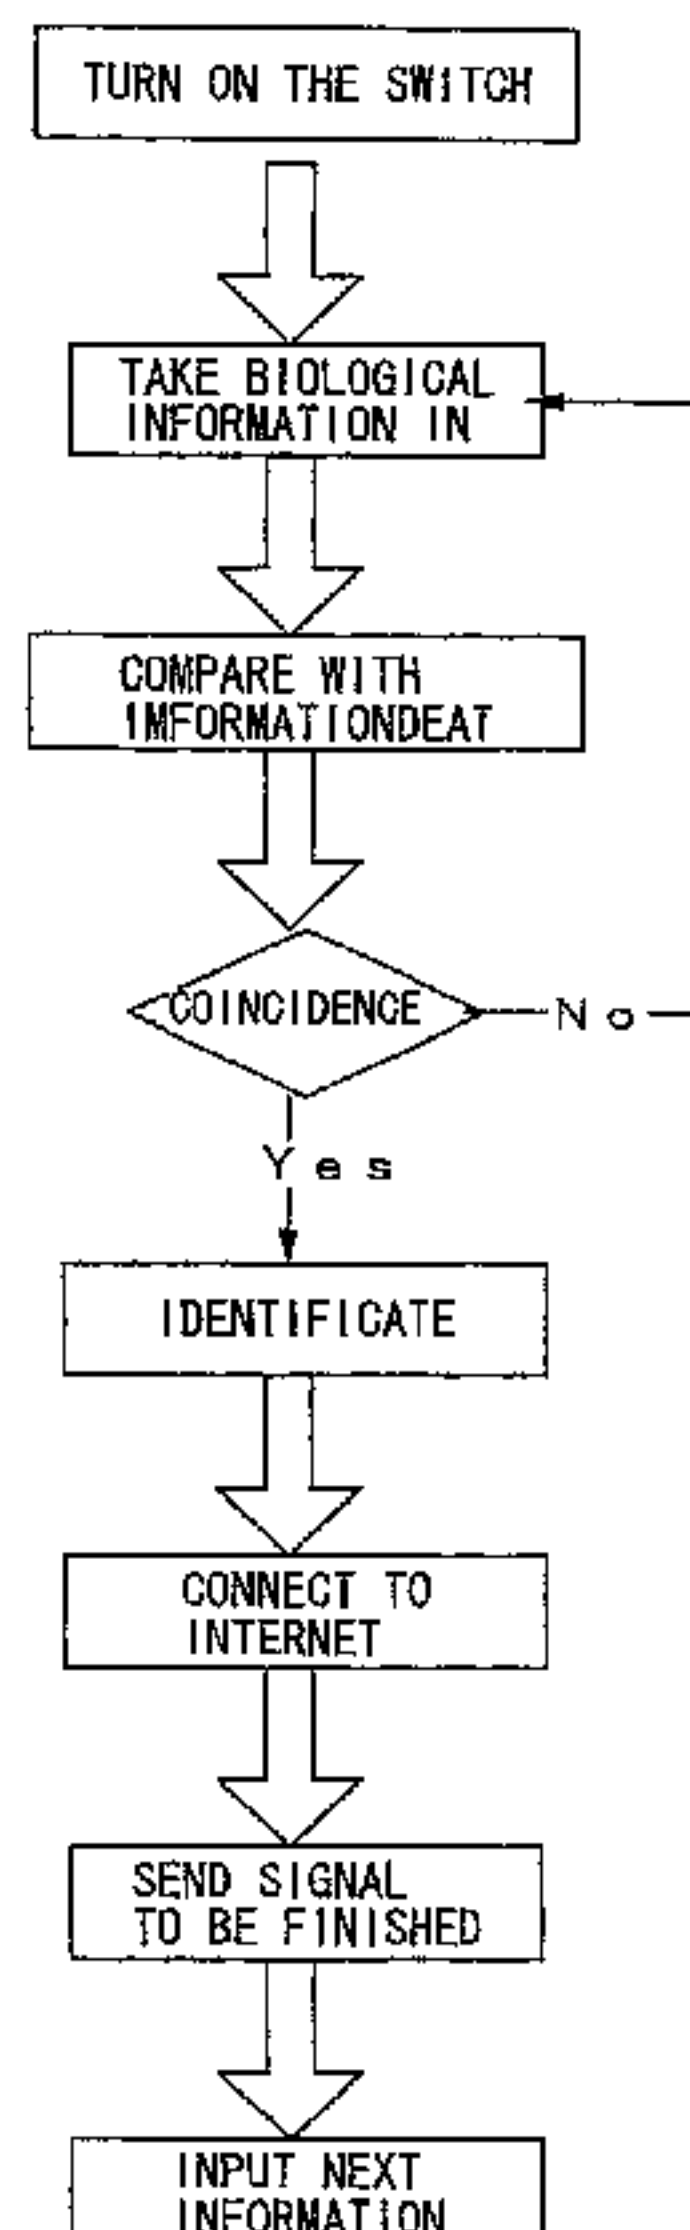 TURN ON THE SWITCH
TAKE BIOLOGICAL
INFORMATION IN
COMPARE WITH
IMFORMATIONDEAT
COINCIDENCE
No
Yes
IDENTIFICATE
CONNECT TO
INTERNET
SEND SIGNAL
TO BE FINISHED
INPUT NEXT
INFORMATION